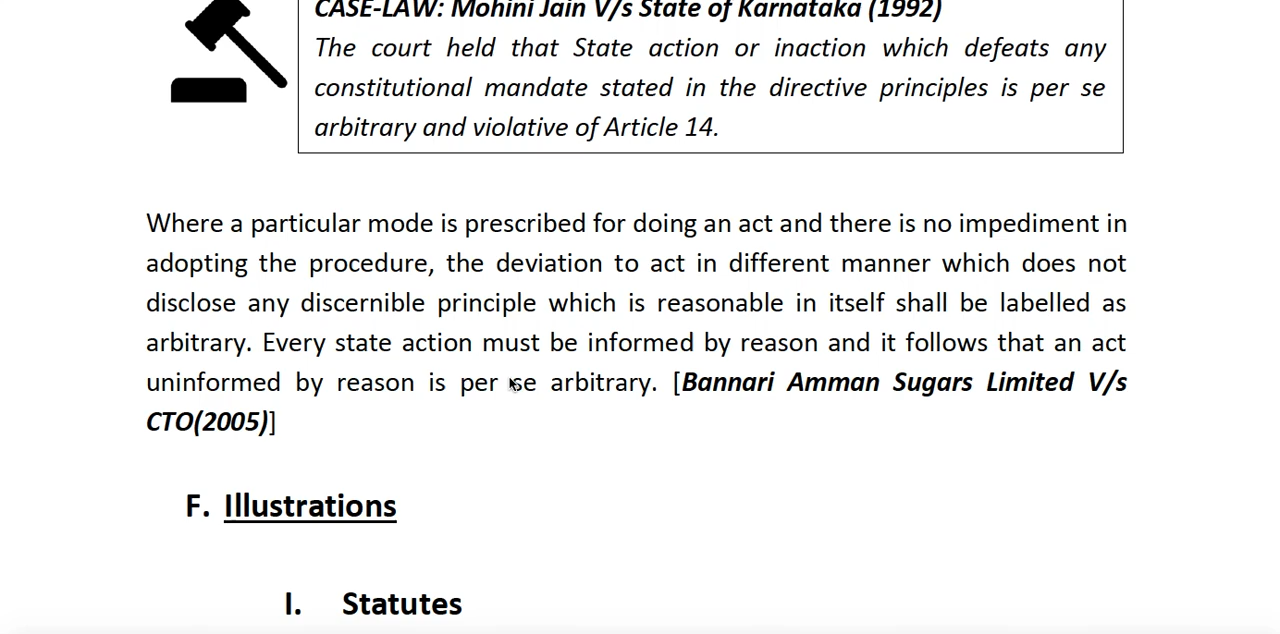 CASE-LAW: Mohini Jain V/s State of Karnataka (1992)
The court held that State action or inaction which defeats any
constitutional mandate stated in the directive principles is per se
arbitrary and violative of Article 14.
Where a particular mode is prescribed for doing an act and there is no impediment in
adopting the procedure, the deviation to act in different manner which does not
disclose any discernible principle which is reasonable in itself shall be labelled as
arbitrary. Every state action must be informed by reason and it follows that an act
uninformed by reason is per se arbitrary. [Bannari Amman Sugars Limited V/s
CTO(2005)]
F. Illustrations
I. Statutes